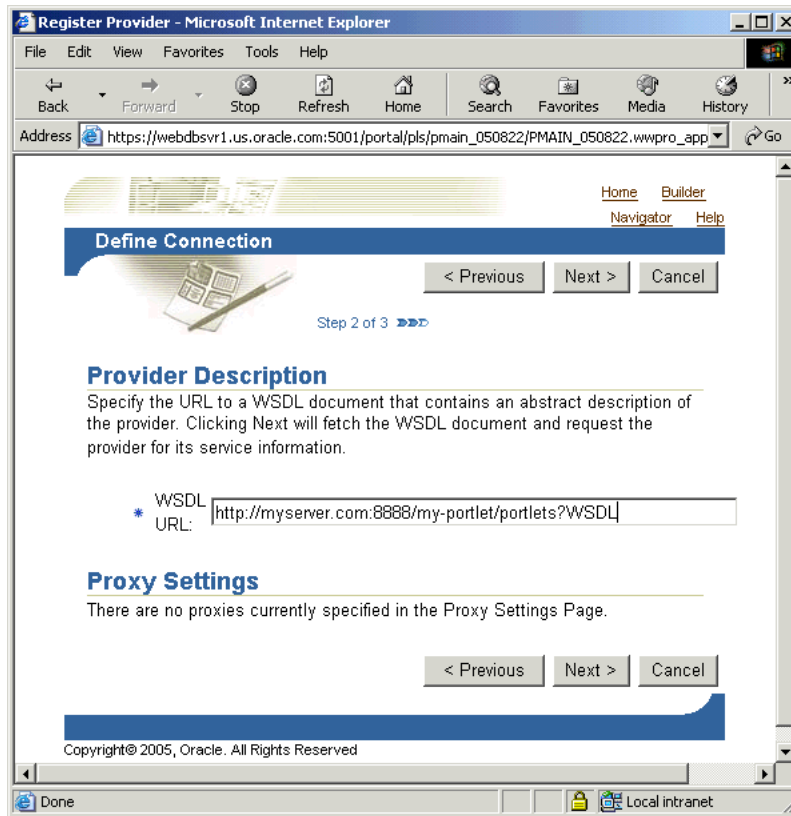 Register Provider - Microsoft Internet Explorer
File Edit View Favorites Tools Help
Back Forward Stop Refresh Home Search Favorites Media History »
Address https://webdbsvr1.us.oracle.com:5001/portal/pls/pmain_050822/PMAIN_050822.wwpro_app Go
Home Builder
Navigator Help
Define Connection
< Previous Next > Cancel
Step 2 of 3
Provider Description
Specify the URL to a WSDL document that contains an abstract description of
the provider. Clicking Next will fetch the WSDL document and request the
provider for its service information.
* WSDL URL: http://myserver.com:8888/my-portlet/portlets?WSDL
Proxy Settings
There are no proxies currently specified in the Proxy Settings Page.
< Previous Next > Cancel
Copyright© 2005, Oracle. All Rights Reserved
Done Local intranet